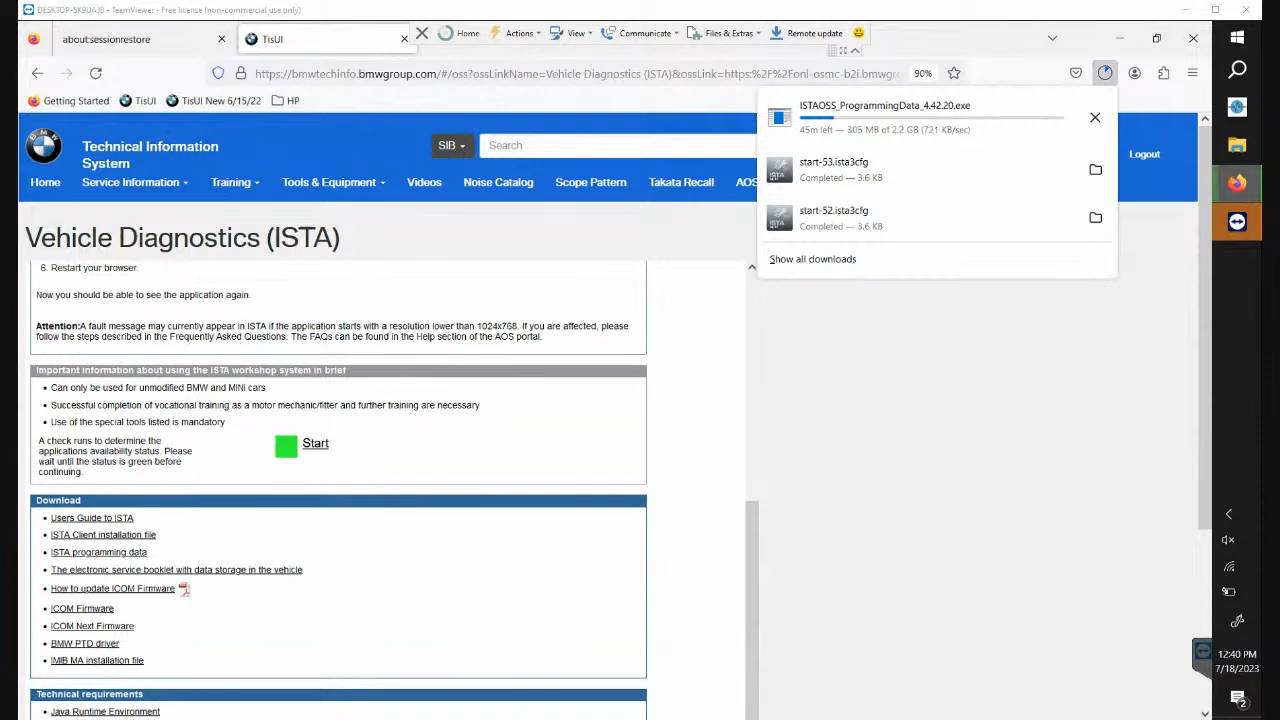 DESKTOP-5K9UAJ8 - TeamViewer - Free license (non-commercial use only)
about:sessionrestore
TisUI
Home
Actions
View
Communicate
Files & Extras
Remote update
https://bmwtechinfo.bmwgroup.com/#/oss?ossLinkName=Vehicle Diagnostics (ISTA)&ossLink=https:%2F%2Fonl-osmc-b2i.bmwgr
90%
Getting Started
TisUI
TisUI New 6/15/22
HP
ISTAOSS_ProgrammingData_4.42.20.exe
45m left — 305 MB of 2.2 GB (721 KB/sec)
start-53.ista3cfg
Completed — 3.6 KB
start-52.ista3cfg
Completed — 3.6 KB
Show all downloads
Technical Information
System
SIB
Search
Logout
Home
Service Information
Training
Tools & Equipment
Videos
Noise Catalog
Scope Pattern
Takata Recall
AOS
Vehicle Diagnostics (ISTA)
6. Restart your browser.
Now you should be able to see the application again.
Attention:A fault message may currently appear in ISTA if the application starts with a resolution lower than 1024x768. If you are affected, please
follow the steps described in the Frequently Asked Questions. The FAQs can be found in the Help section of the AOS portal.
Important information about using the ISTA workshop system in brief
• Can only be used for unmodified BMW and MINI cars
• Successful completion of vocational training as a motor mechanic/fitter and further training are necessary
• Use of the special tools listed is mandatory
A check runs to determine the
applications availability status. Please
wait until the status is green before
continuing.
Start
Download
• Users Guide to ISTA
• ISTA Client installation file
• ISTA programming data
• The electronic service booklet with data storage in the vehicle
• How to update ICOM Firmware
• ICOM Firmware
• ICOM Next Firmware
• BMW PTD driver
• IMIB MA installation file
Technical requirements
• Java Runtime Environment
12:40 PM
7/18/2023
2